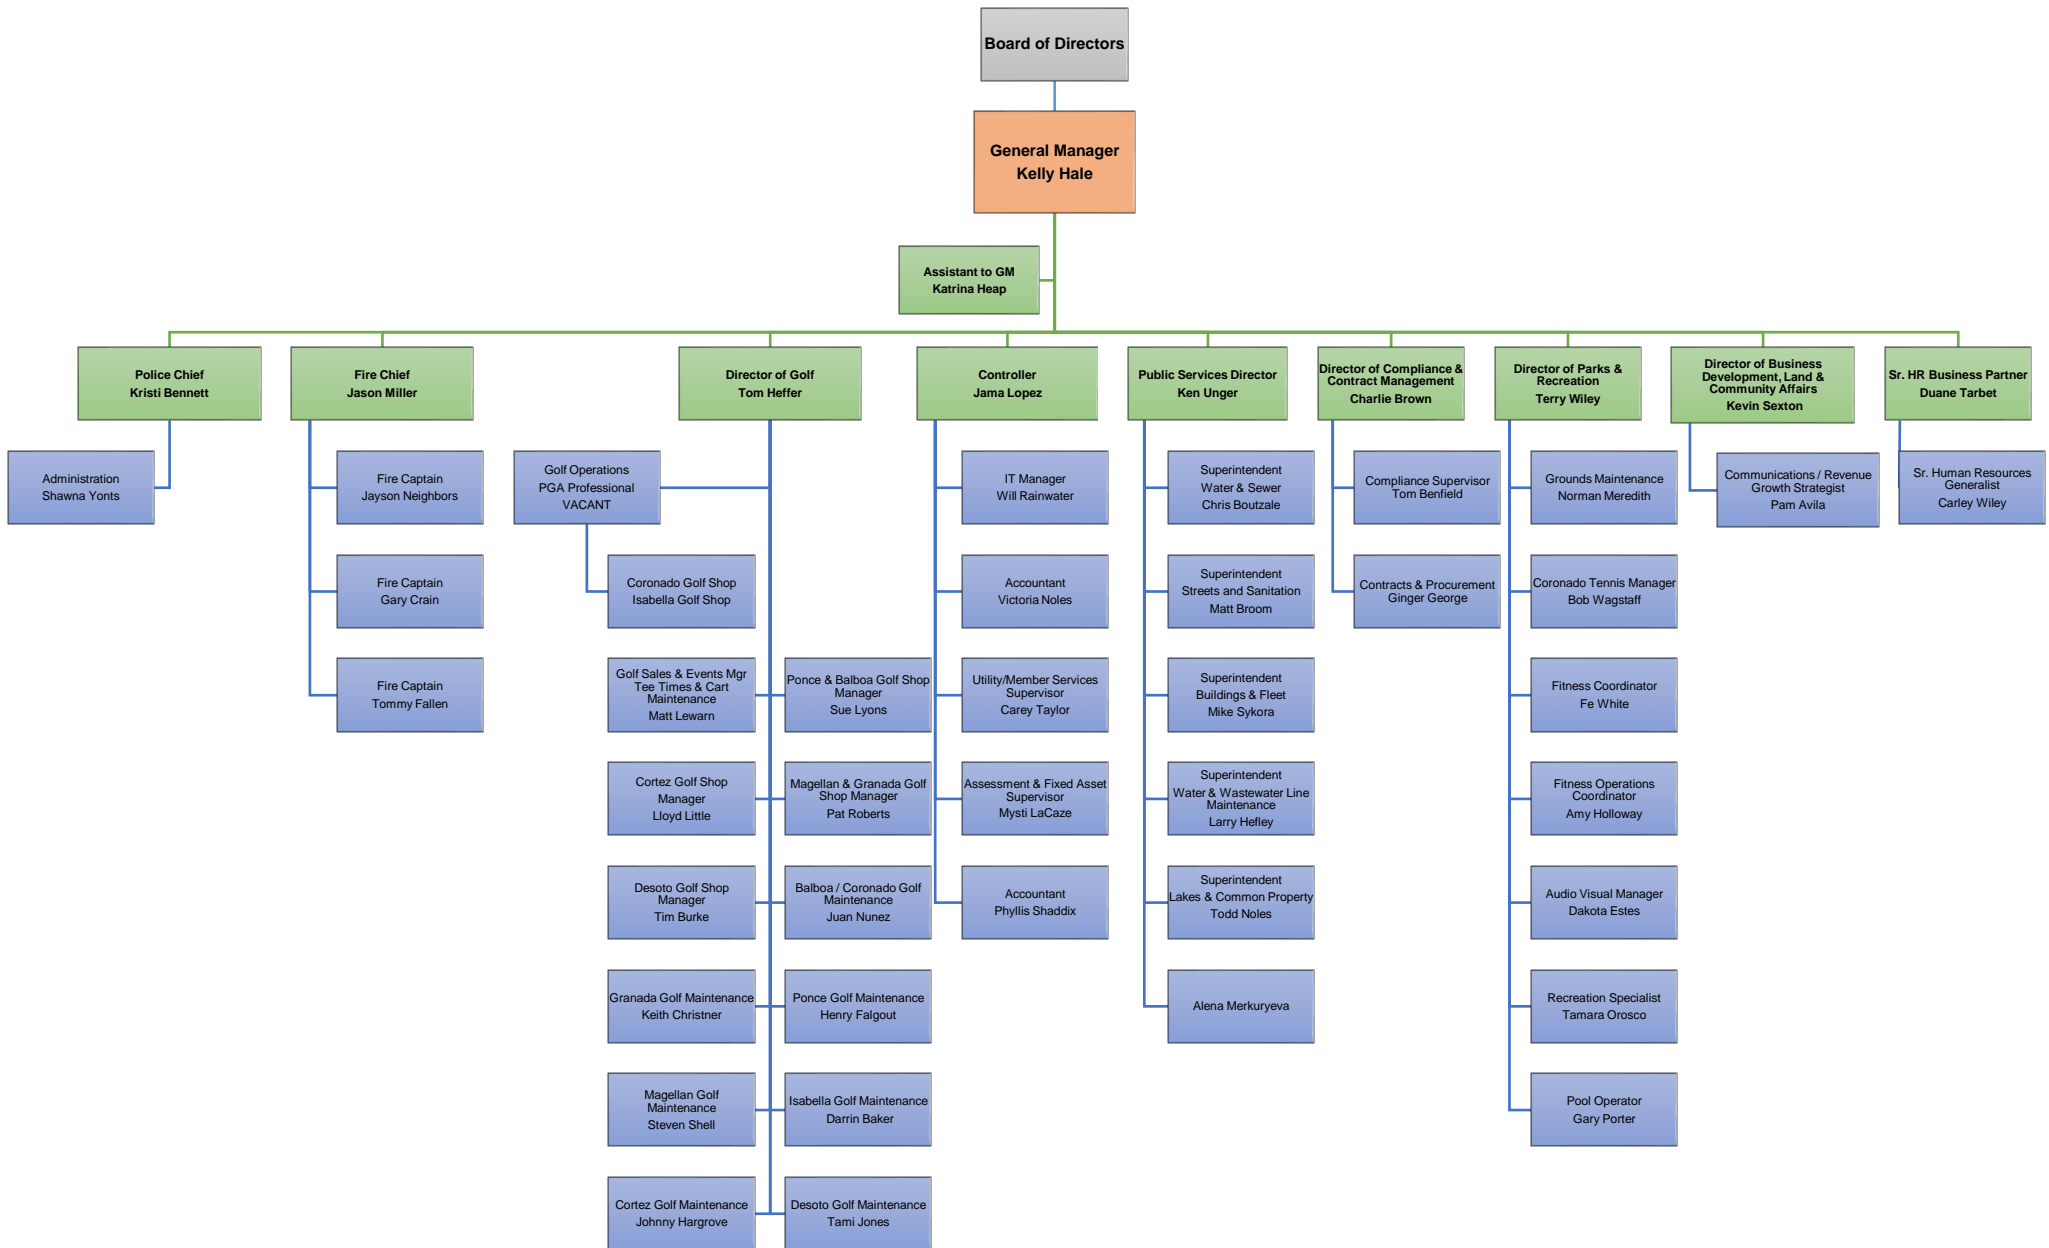 Board of Directors
General Manager
Kelly Hale
Assistant to GM
Katrina Heap
Police Chief
Kristi Bennett
Fire Chief
Jason Miller
Director of Golf
Tom Heffer
Controller
Jama Lopez
Public Services Director
Ken Unger
Director of Compliance &
Contract Management
Charlie Brown
Director of Parks &
Recreation
Terry Wiley
Director of Business
Development, Land &
Community Affairs
Kevin Sexton
Sr. HR Business Partner
Duane Tarbet
Administration
Shawna Yonts
Fire Captain
Jayson Neighbors
Fire Captain
Gary Crain
Fire Captain
Tommy Fallen
Golf Operations
PGA Professional
VACANT
Coronado Golf Shop
Isabella Golf Shop
Golf Sales & Events Mgr
Tee Times & Cart
Maintenance
Matt Lewarn
Ponce & Balboa Golf Shop
Manager
Sue Lyons
Cortez Golf Shop
Manager
Lloyd Little
Magellan & Granada Golf
Shop Manager
Pat Roberts
Desoto Golf Shop
Manager
Tim Burke
Balboa / Coronado Golf
Maintenance
Juan Nunez
Granada Golf Maintenance
Keith Christner
Ponce Golf Maintenance
Henry Falgout
Magellan Golf
Maintenance
Steven Shell
Isabella Golf Maintenance
Darrin Baker
Cortez Golf Maintenance
Johnny Hargrove
Desoto Golf Maintenance
Tami Jones
IT Manager
Will Rainwater
Accountant
Victoria Noles
Utility/Member Services
Supervisor
Carey Taylor
Assessment & Fixed Asset
Supervisor
Mysti LaCaze
Accountant
Phyllis Shaddix
Superintendent
Water & Sewer
Chris Boutzale
Superintendent
Streets and Sanitation
Matt Broom
Superintendent
Buildings & Fleet
Mike Sykora
Superintendent
Water & Wastewater Line
Maintenance
Larry Hefley
Superintendent
Lakes & Common Property
Todd Noles
Alena Merkuryeva
Compliance Supervisor
Tom Benfield
Contracts & Procurement
Ginger George
Grounds Maintenance
Norman Meredith
Coronado Tennis Manager
Bob Wagstaff
Fitness Coordinator
Fe White
Fitness Operations
Coordinator
Amy Holloway
Audio Visual Manager
Dakota Estes
Recreation Specialist
Tamara Orosco
Pool Operator
Gary Porter
Communications / Revenue
Growth Strategist
Pam Avila
Sr. Human Resources
Generalist
Carley Wiley